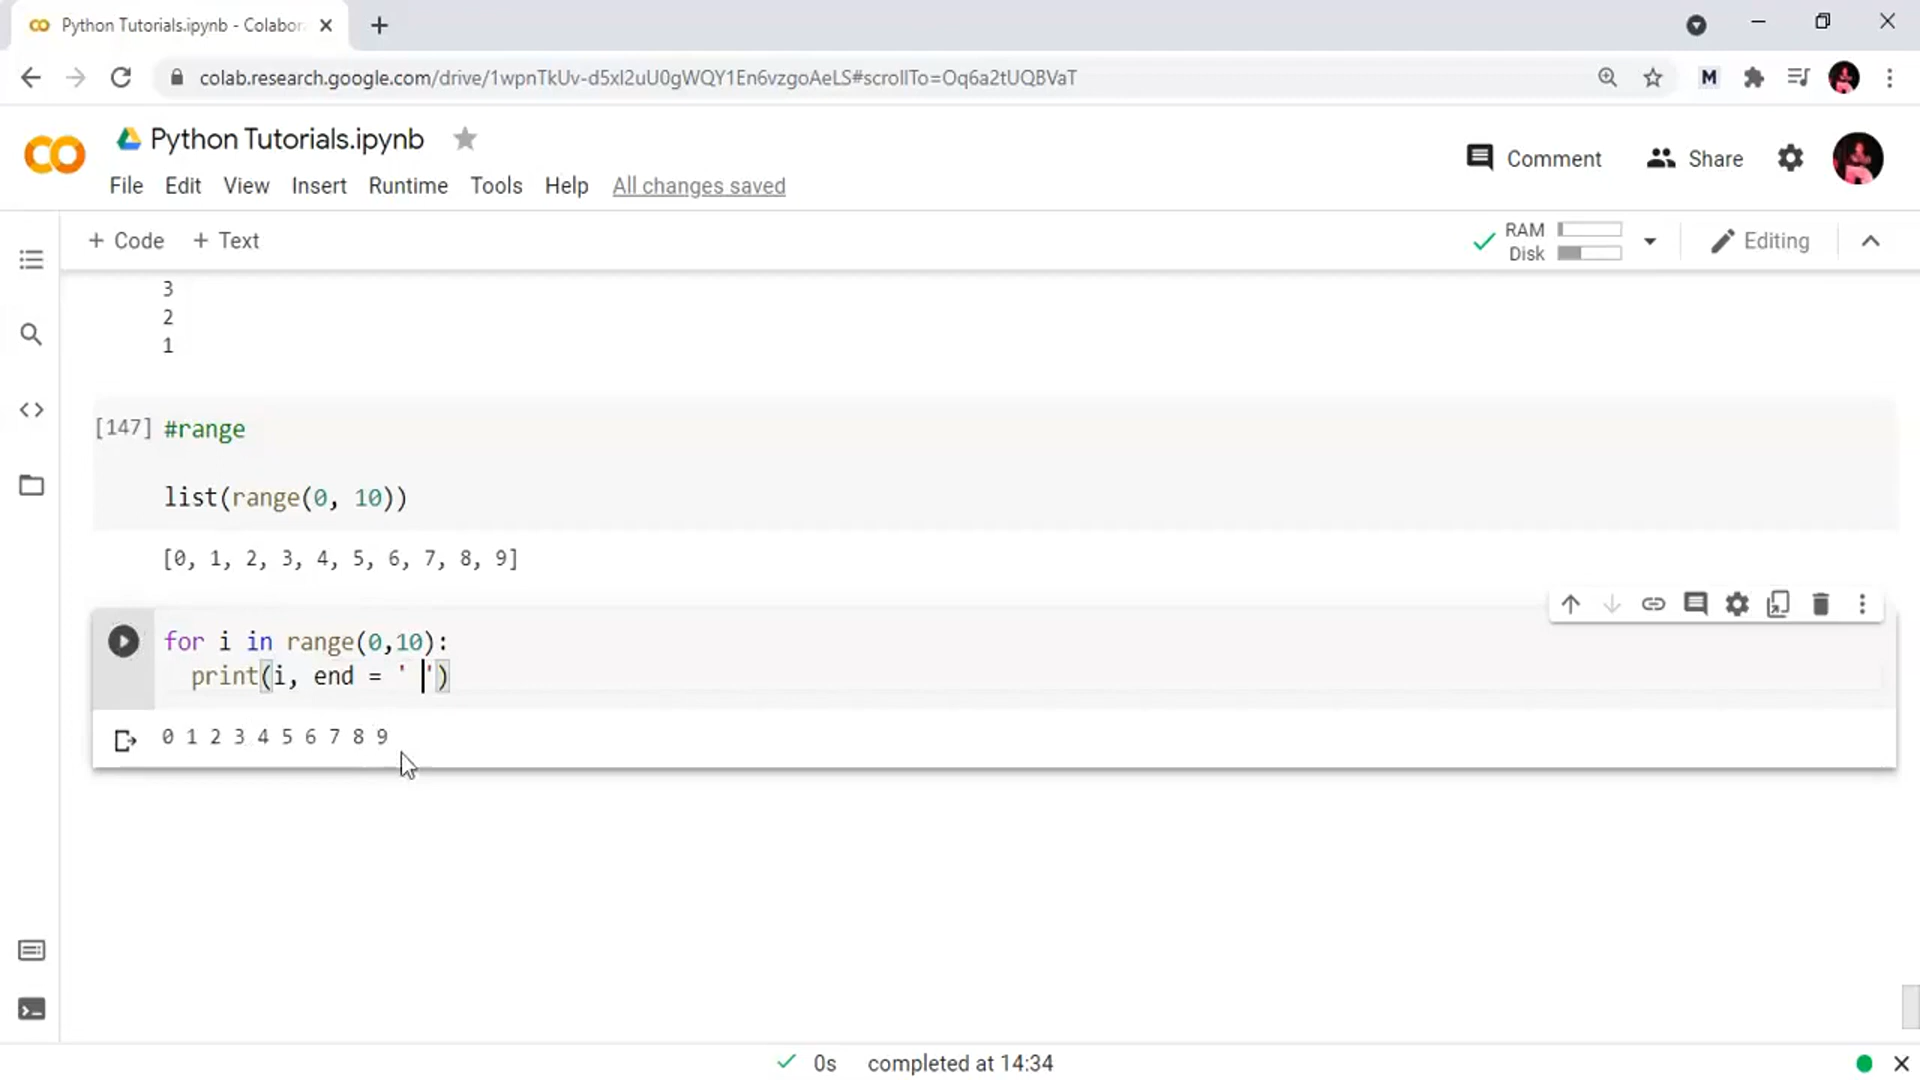 Python Tutorials.ipynb - Colabor
colab.research.google.com/drive/1wpnTkUv-d5xl2uU0gWQY1En6vzgoAeLS#scrollTo=Oq6a2tUQBVaT
M
Python Tutorials.ipynb
Comment
Share
File Edit View Insert Runtime Tools Help All changes saved
+ Code + Text
RAM
Disk
Editing
3
2
1
[147] #range
list(range(0, 10))
[0, 1, 2, 3, 4, 5, 6, 7, 8, 9]
for i in range(0,10):
print(i, end = ' ')
0 1 2 3 4 5 6 7 8 9
0s completed at 14:34